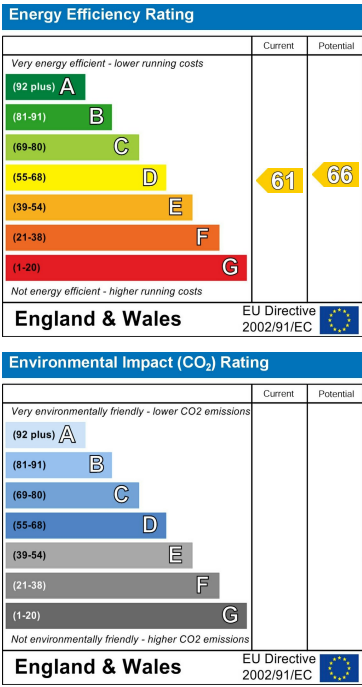 Energy Efficiency Rating
Current Potential
Very energy efficient - lower running costs
(92 plus) A
(81-91) B
(69-80) C
(55-68) D
61 66
(39-54) E
(21-38) F
(1-20) G
Not energy efficient - higher running costs
England & Wales
EU Directive
2002/91/EC
Environmental Impact (CO₂) Rating
Current Potential
Very environmentally friendly - lower CO2 emissions
(92 plus) A
(81-91) B
(69-80) C
(55-68) D
(39-54) E
(21-38) F
(1-20) G
Not environmentally friendly - higher CO2 emissions
England & Wales
EU Directive
2002/91/EC